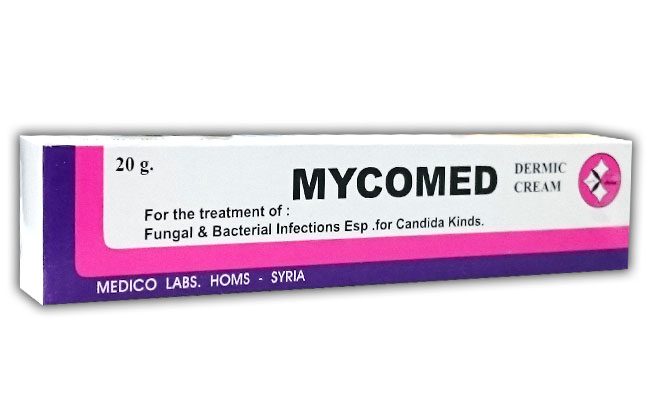 20 g.
MYCOMED
DERMIC
CREAM
For the treatment of :
Fungal & Bacterial Infections Esp .for Candida Kinds.
MEDICO LABS. HOMS - SYRIA